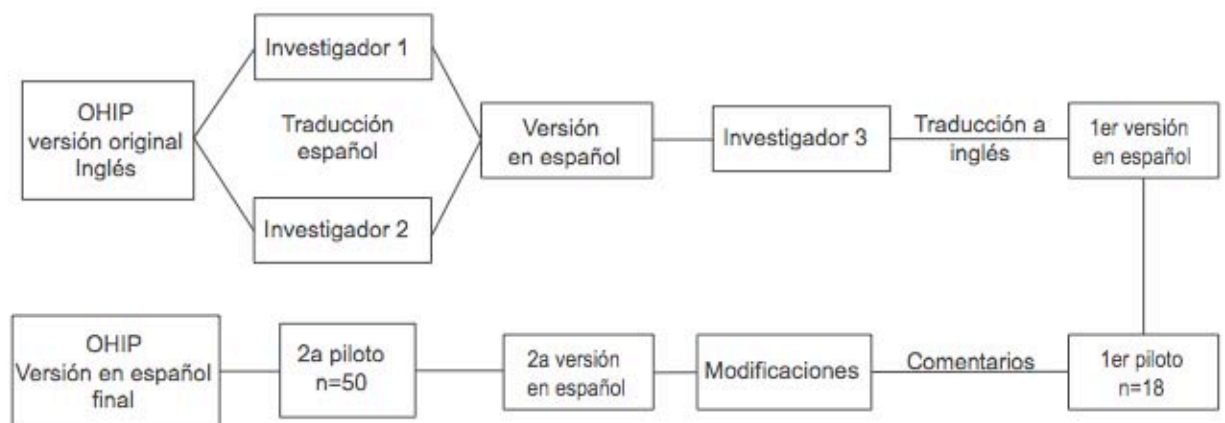 OHIP
versión original
Inglés
Investigador 1
Traducción
español
Investigador 2
Versión
en español
Investigador 3
Traducción a
inglés
1er versión
en español
1er piloto
n=18
Comentarios
Modificaciones
2a versión
en español
2a piloto
n=50
OHIP
Versión en español
final